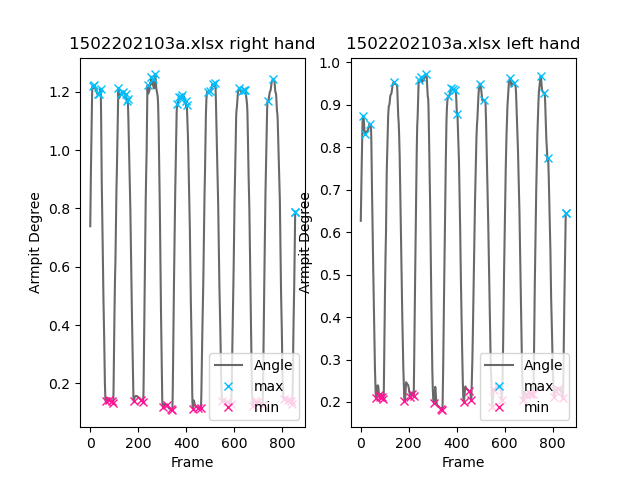 1502202103a.xlsx right hand
1.2
1.0
0.8
0.6
0.4
0.2
Armpit Degree
0 200 400 600 800
Frame
Angle
max
min
1502202103a.xlsx left hand
1.0
0.9
0.8
0.7
0.6
0.5
0.4
0.3
0.2
Armpit Degree
0 200 400 600 800
Frame
Angle
max
min